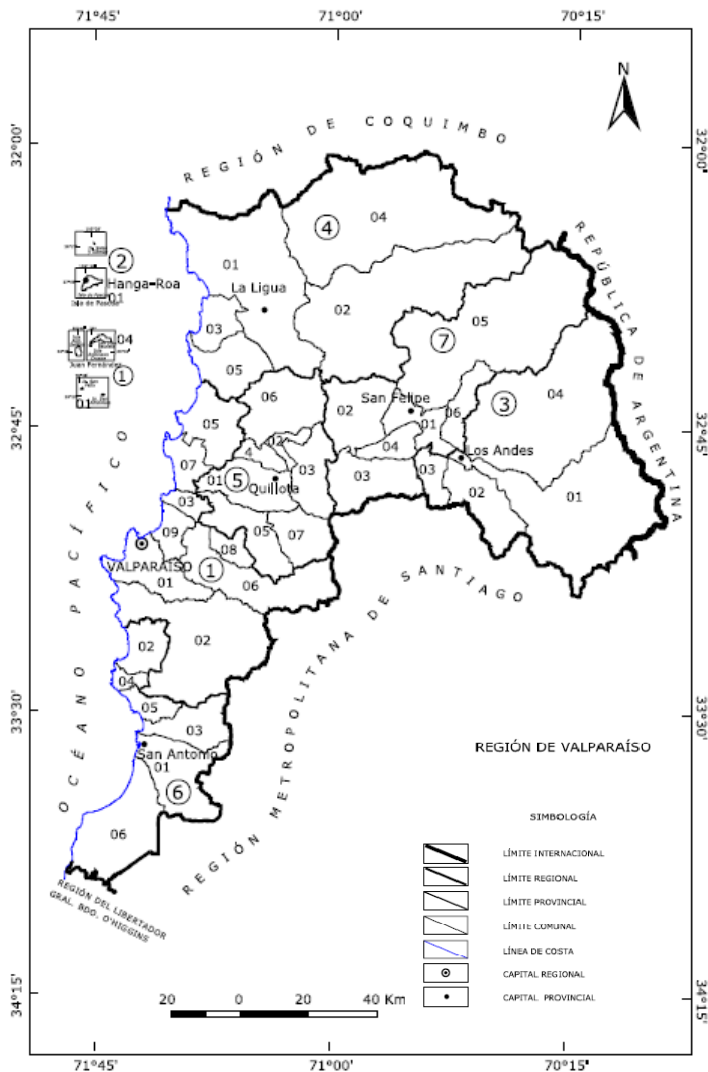 71°45'
71°00'
70°15'
N
32°00'
32°00'
REGIÓN DE COQUIMBO
REPÚBLICA DE ARGENTINA
4
04
2
01
Hanga-Roa
01
Isla de Pascua
La Ligua
02
05
03
7
04
Juan Fernández
1
01
05
06
02
San Felipe
06
3
04
01
32°45'
32°45'
05
02
4
04
Los Andes
07
01
5
03
03
03
Quillota
02
01
03
09
05
07
08
VALPARAÍSO
1
01
06
OCÉANO PACÍFICO
REGIÓN METROPOLITANA DE SANTIAGO
02
02
04
05
33°30'
33°30'
03
San Antonio
01
6
06
REGIÓN DE VALPARAÍSO
SIMBOLOGÍA
LÍMITE INTERNACIONAL
LÍMITE REGIONAL
LÍMITE PROVINCIAL
LÍMITE COMUNAL
LÍNEA DE COSTA
CAPITAL REGIONAL
CAPITAL PROVINCIAL
REGIÓN DEL LIBERTADOR
GRAL. BDO. O'HIGGINS
34°15'
34°15'
20 0 20 40 Km
71°45'
71°00'
70°15'